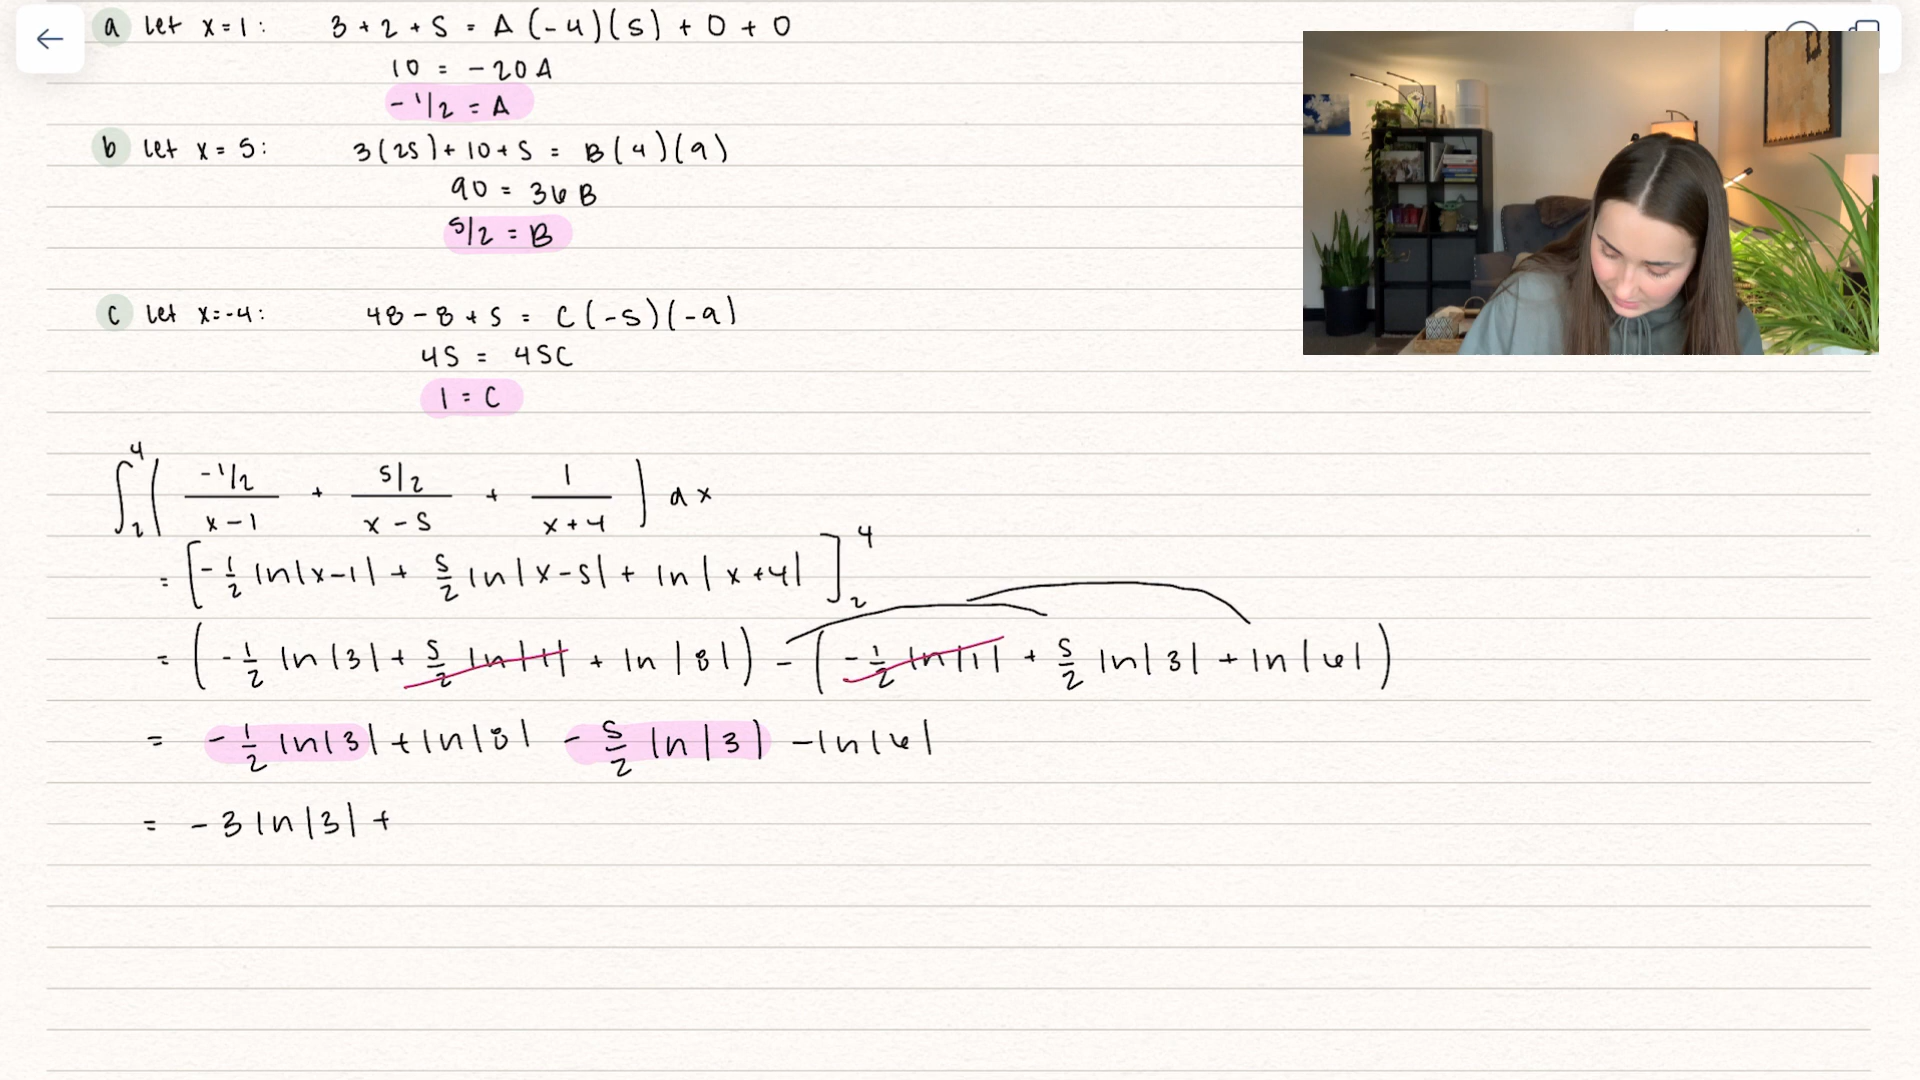 a let x=1: 3+2+5 = A(-4)(5)+0+0
10 = -20A
-1/2 = A
b let x=5: 3(25)+10+5 = B(4)(9)
90 = 36B
5/2 = B
c let x=-4: 48-8+5 = C(-5)(-9)
45 = 45C
1 = C
∫₂⁴ ( (-1/2)/(x-1) + (5/2)/(x-5) + 1/(x+4) ) dx
= [-1/2 ln|x-1| + 5/2 ln|x-5| + ln|x+4|]₂⁴
= (-1/2 ln|3| + 5/2 ln|1| + ln|8|) - (-1/2 ln|1| + 5/2 ln|3| + ln|6|)
= -1/2 ln|3| + ln|8| - 5/2 ln|3| - ln|6|
= -3 ln|3| +